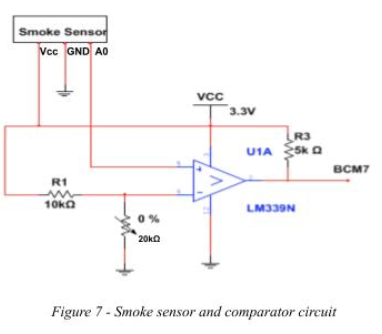 Smoke Sensor
Vcc GND A0
VCC
3.3V
R3
5k Ω
U1A
BCM7
R1
10kΩ
LM339N
0 %
20kΩ
Figure 7 - Smoke sensor and comparator circuit